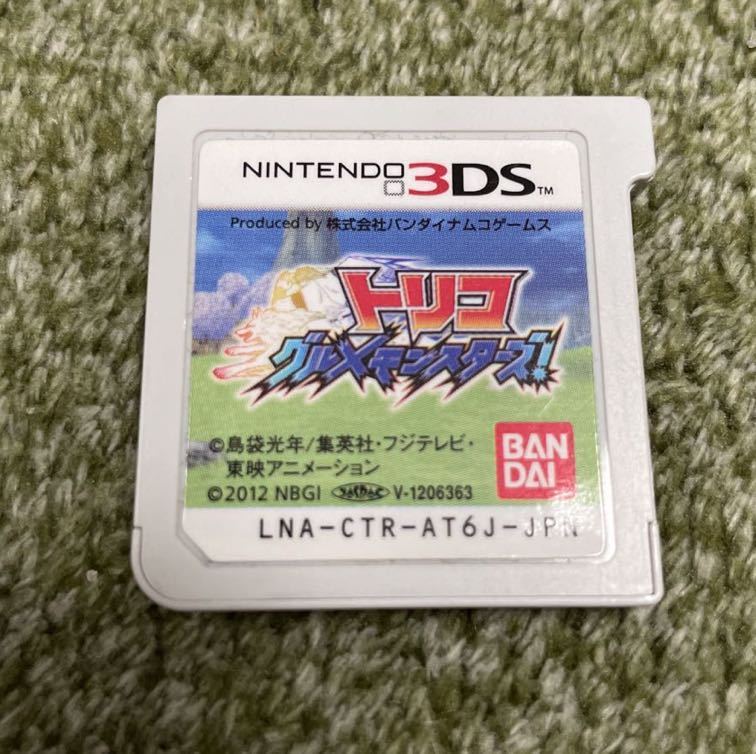 NINTENDO 3DS™
Produced by 株式会社バンダイナムコゲームス
トリコ
グルメモンスターズ!
©島袋光年/集英社・フジテレビ・
東映アニメーション
©2012 NBGI V-1206363
BAN
DAI
LNA-CTR-AT6J-JPN